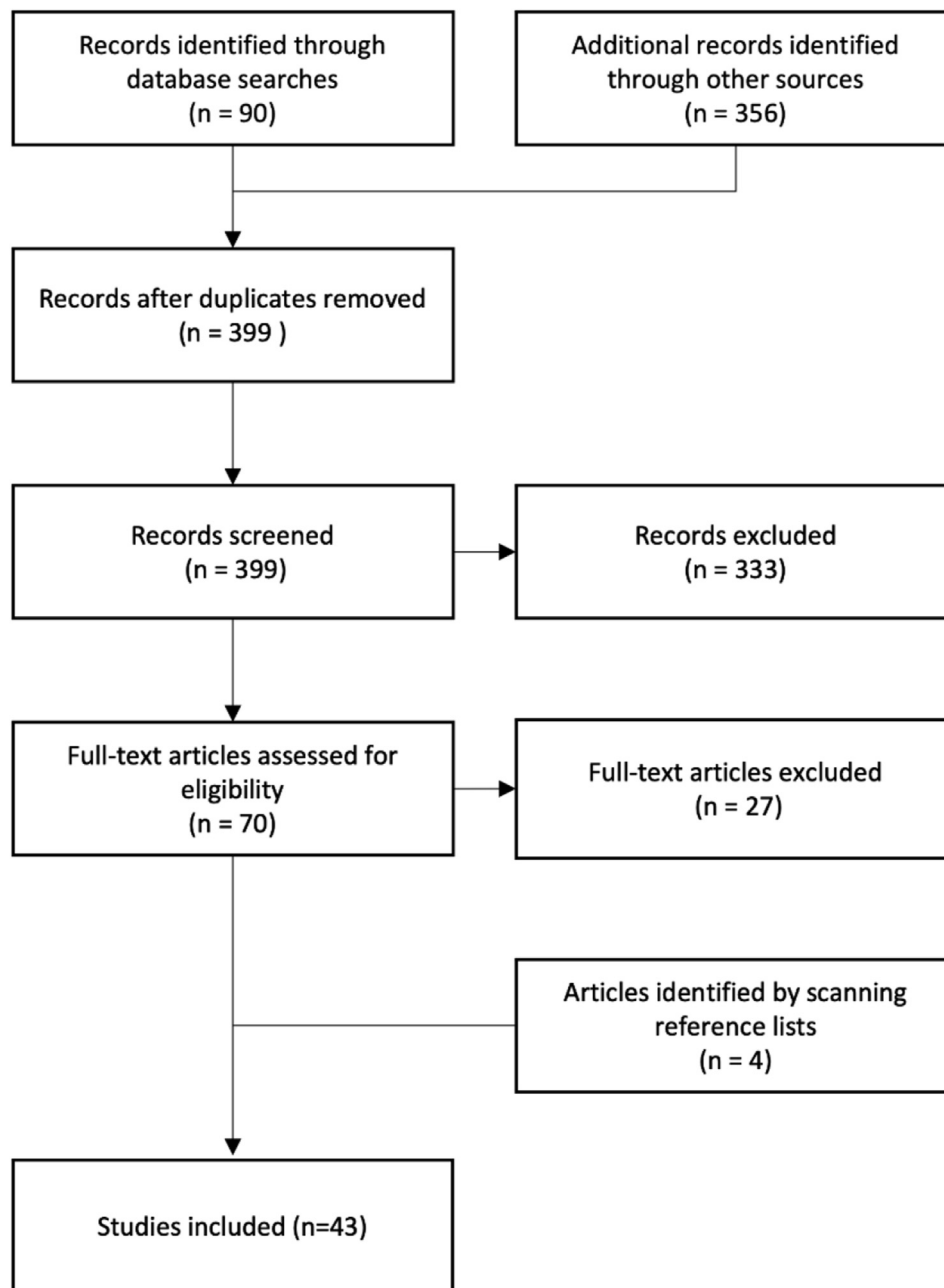 Records identified through
database searches
(n = 90)
Additional records identified
through other sources
(n = 356)
Records after duplicates removed
(n = 399 )
Records screened
(n = 399)
Records excluded
(n = 333)
Full-text articles assessed for
eligibility
(n = 70)
Full-text articles excluded
(n = 27)
Articles identified by scanning
reference lists
(n = 4)
Studies included (n=43)